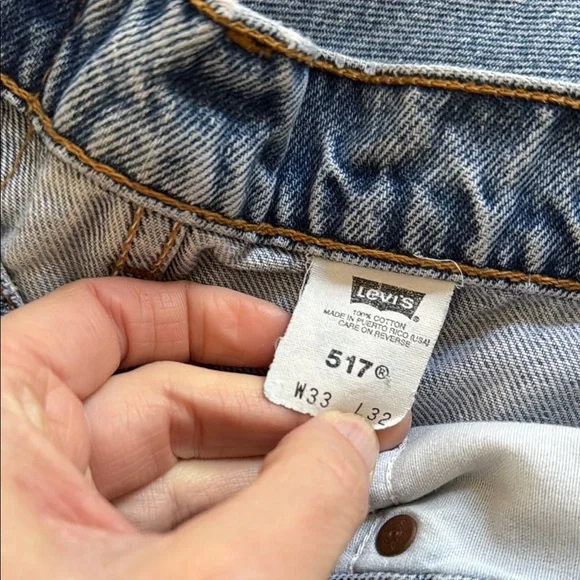 Levi's®
100% COTTON
MADE IN PUERTO RICO (USA)
CARE ON REVERSE
517®
W33 L32